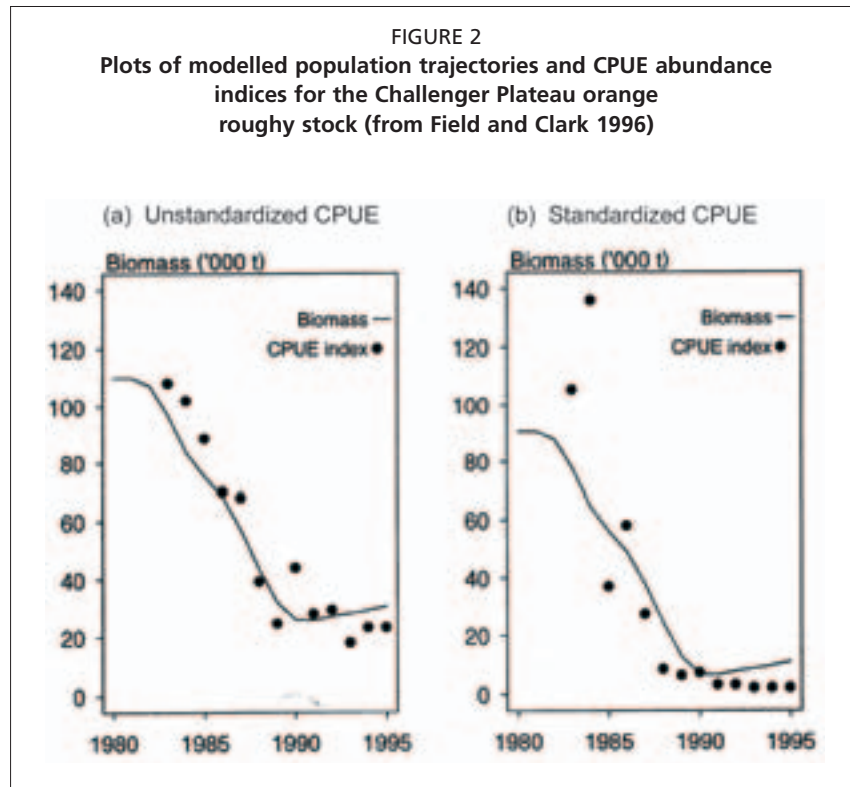 FIGURE 2
Plots of modelled population trajectories and CPUE abundance
indices for the Challenger Plateau orange
roughy stock (from Field and Clark 1996)
(a) Unstandardized CPUE
Biomass ('000 t)
140
120
100
80
60
40
20
0
Biomass
CPUE index
1980 1985 1990 1995
(b) Standardized CPUE
Biomass ('000 t)
140
120
100
80
60
40
20
0
Biomass
CPUE index
1980 1985 1990 1995